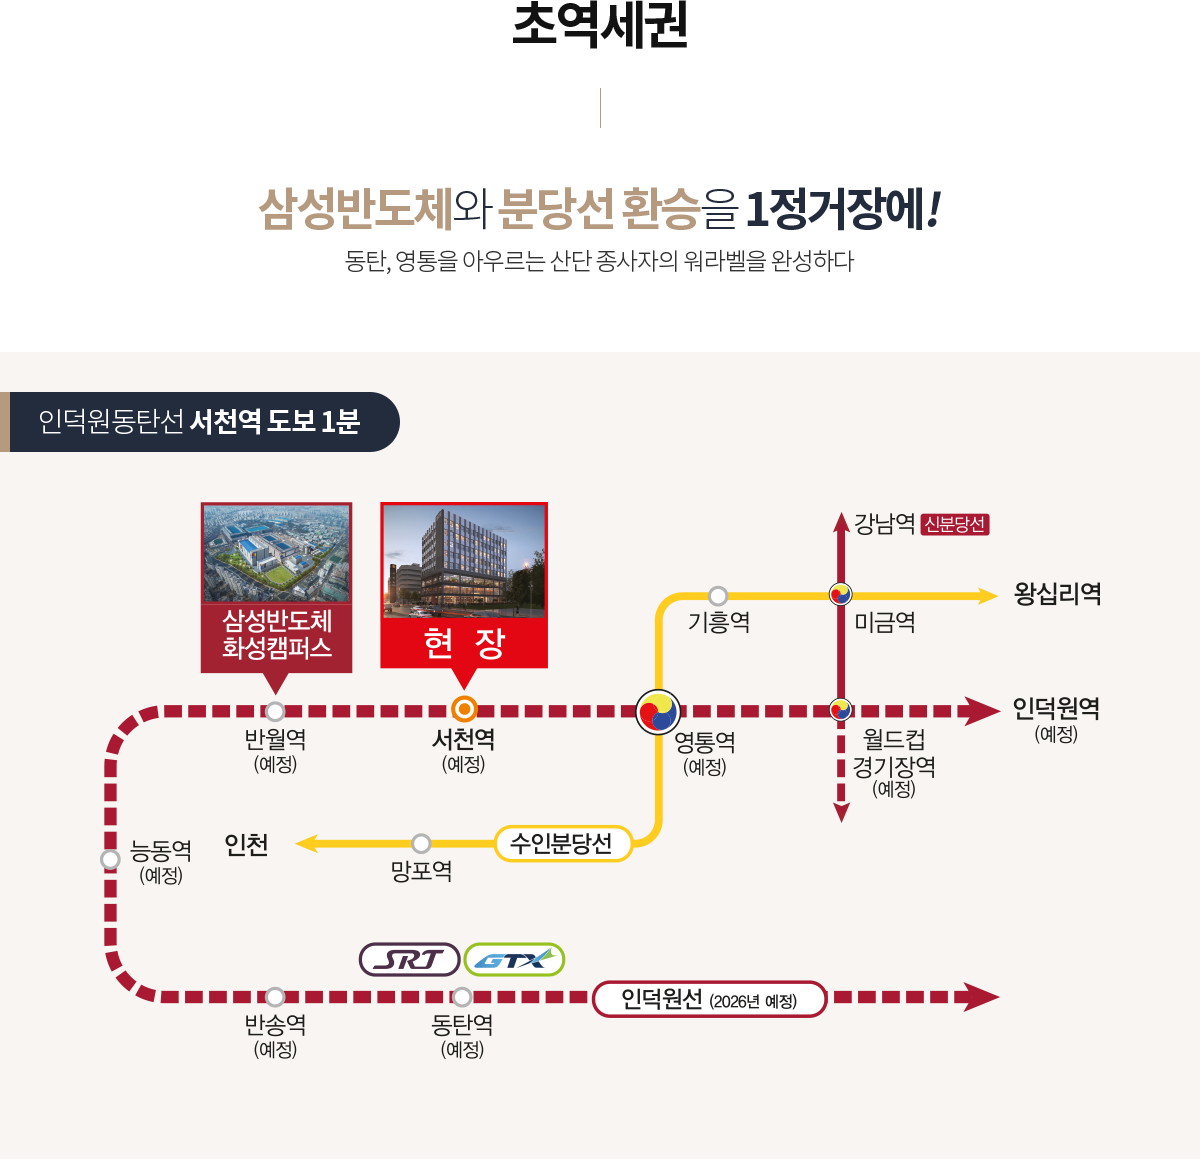 초역세권
삼성반도체와 분당선 환승을 1정거장에!
동탄, 영통을 아우르는 산단 종사자의 워라벨을 완성하다
인덕원동탄선 서천역 도보 1분
삼성반도체
화성캠퍼스
현 장
강남역 신분당선
기흥역
미금역
왕십리역
반월역
(예정)
서천역
(예정)
영통역
(예정)
월드컵
경기장역
(예정)
인덕원역
(예정)
능동역
(예정)
인천
망포역
수인분당선
SRT
GTX
인덕원선 (2026년 예정)
반송역
(예정)
동탄역
(예정)